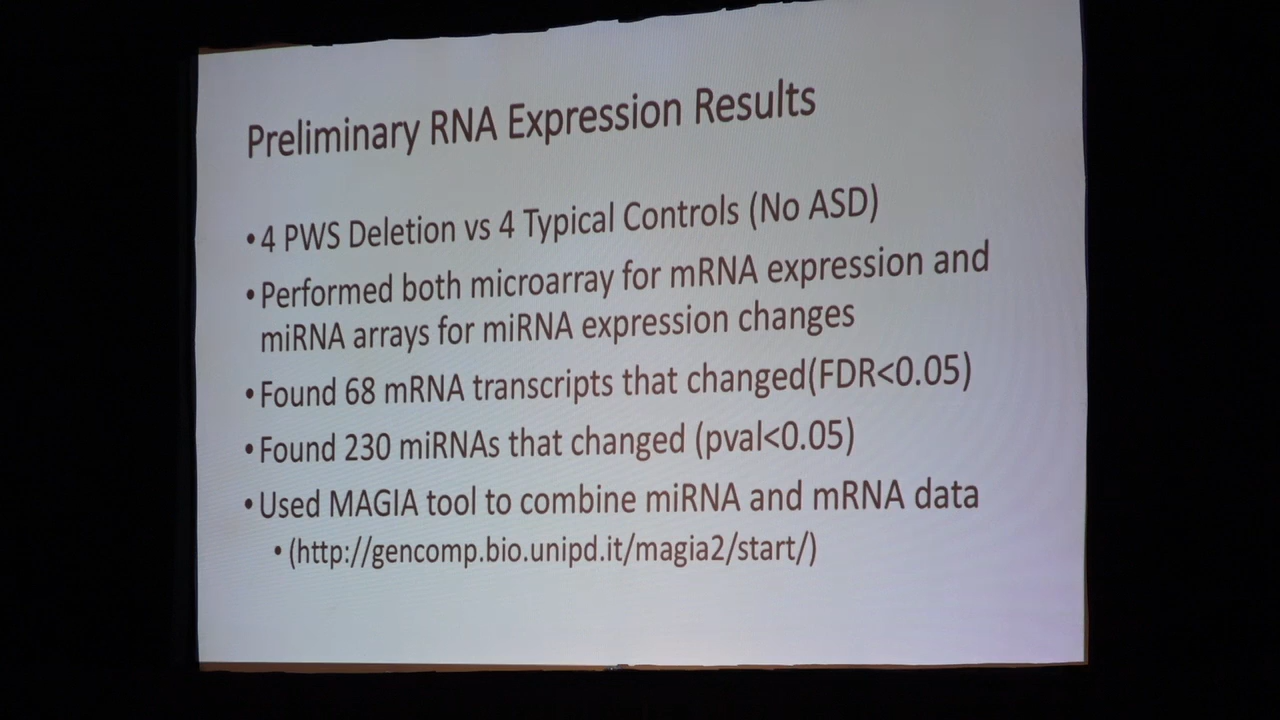 Preliminary RNA Expression Results
• 4 PWS Deletion vs 4 Typical Controls (No ASD)
• Performed both microarray for mRNA expression and
miRNA arrays for miRNA expression changes
• Found 68 mRNA transcripts that changed(FDR<0.05)
• Found 230 miRNAs that changed (pval<0.05)
• Used MAGIA tool to combine miRNA and mRNA data
• (http://gencomp.bio.unipd.it/magia2/start/)